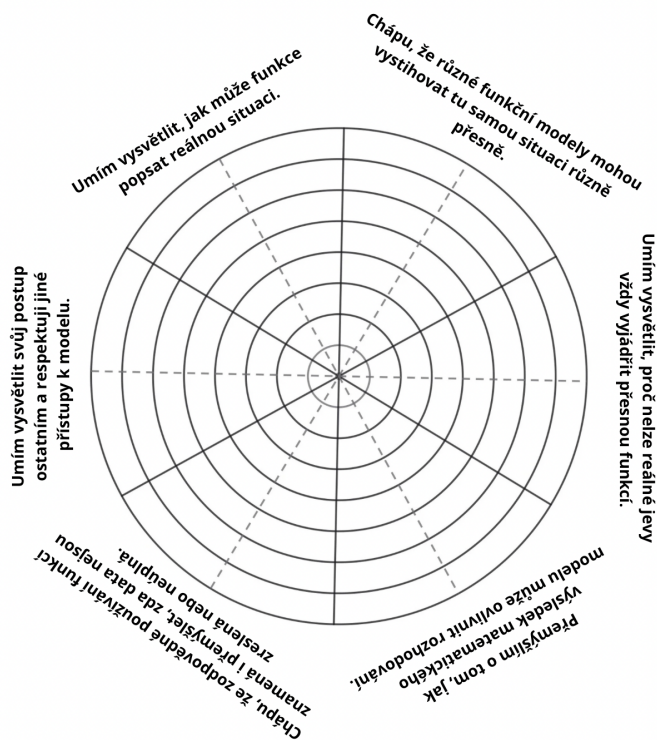 Umím vysvětlit, jak může funkce
popsat reálnou situaci.
Chápu, že různé funkční modely mohou
vystihovat tu samou situaci různě
přesně.
Umím vysvětlit, proč nelze reálné jevy
vždy vyjádřit přesnou funkcí.
Přemýšlím o tom, jak
výsledek matematického
modelu může ovlivnit rozhodování.
Chápu, že zodpovědné používání funkcí
znamená i přemýšlet, zda data nejsou
zreslená nebo neúplná.
Umím vysvětlit svůj postup
ostatním a respektuji jiné
přístupy k modelu.